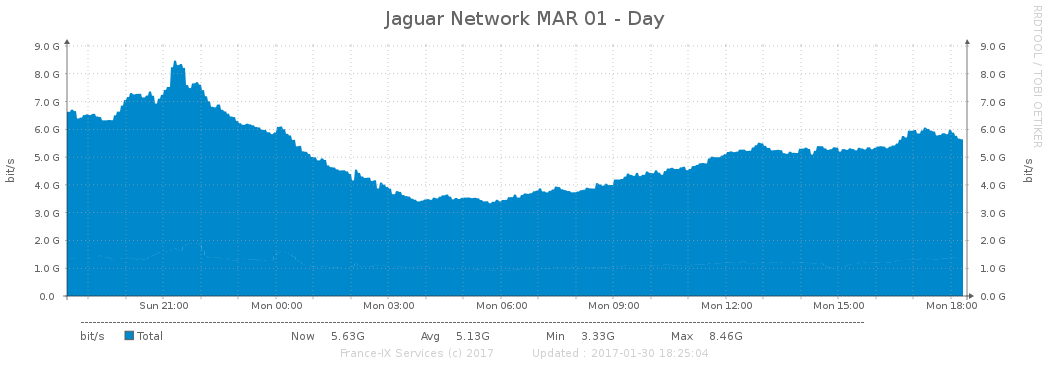 Jaguar Network MAR 01 - Day
RRDTOOL / TOBI OETIKER
bit/s
9.0 G
8.0 G
7.0 G
6.0 G
5.0 G
4.0 G
3.0 G
2.0 G
1.0 G
0.0
9.0 G
8.0 G
7.0 G
6.0 G
5.0 G
4.0 G
3.0 G
2.0 G
1.0 G
0.0 G
bit/s
Sun 21:00 Mon 00:00 Mon 03:00 Mon 06:00 Mon 09:00 Mon 12:00 Mon 15:00 Mon 18:00
bit/s Total Now 5.63G Avg 5.13G Min 3.33G Max 8.46G
France-IX Services (c) 2017 Updated : 2017-01-30 18:25:04